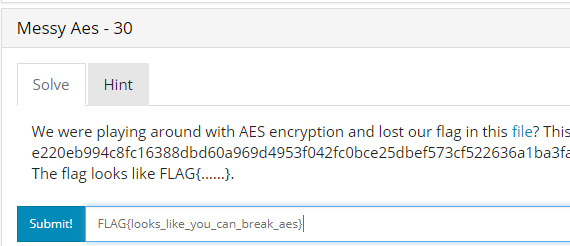 Messy Aes - 30
Solve
Hint
We were playing around with AES encryption and lost our flag in this file? This
e220eb994c8fc16388dbd60a969d4953f042fc0bce25dbef573cf522636a1ba3fa
The flag looks like FLAG{......}.
Submit!
FLAG{looks_like_you_can_break_aes}